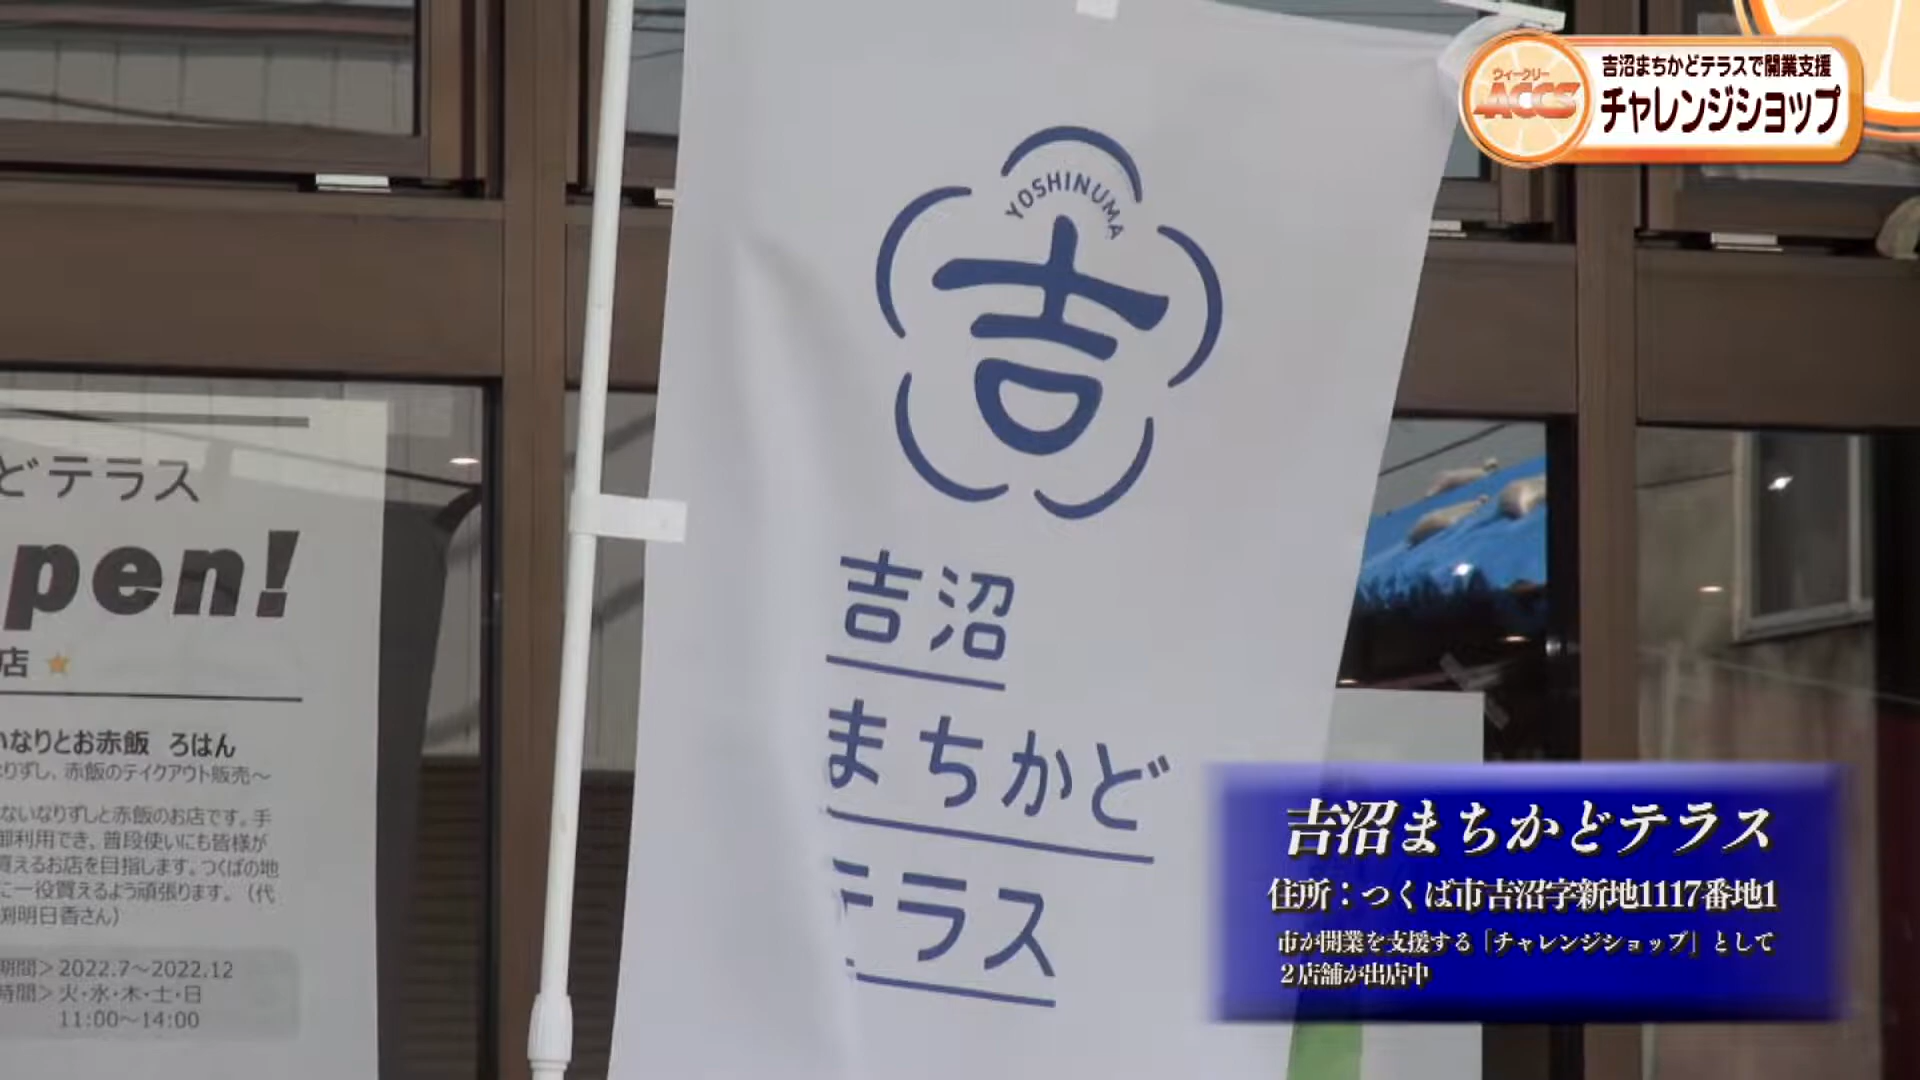 吉沼まちかどテラスで開業支援
ウィークリー
ACCS
チャレンジショップ
YOSHINUMA
吉
吉沼
まちかど
テラス
どテラス
pen!
店
いなりとお赤飯 ろはん
なりずし、赤飯のテイクアウト販売～
ないなりずしと赤飯のお店です。手
御利用でき、普段使いにも皆様が
買えるお店を目指します。つくばの地
に一役買えるよう頑張ります。（代
渕明日香さん）
期間＞2022.7～2022.12
時間＞火・水・木・土・日
11:00～14:00
吉沼まちかどテラス
住所：つくば市吉沼字新地1117番地1
市が開業を支援する「チャレンジショップ」として
２店舗が出店中